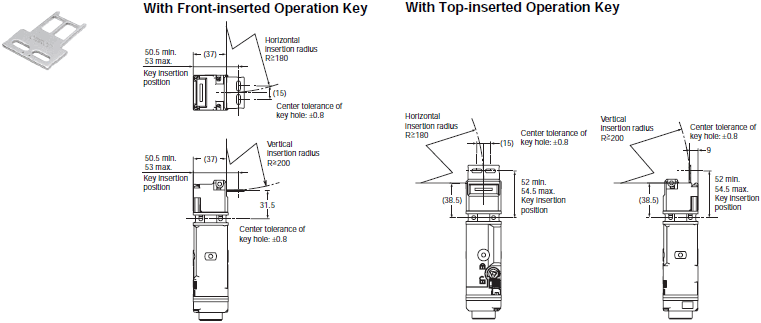 With Front-inserted Operation Key
With Top-inserted Operation Key
50.5 min.
53 max.
Key insertion
position
(37)
Horizontal
insertion radius
R≥180
(15)
Center tolerance of
key hole: ±0.8
50.5 min.
53 max.
Key insertion
position
(37)
Vertical
insertion radius
R≥200
31.5
Center tolerance of
key hole: ±0.8
Horizontal
insertion radius
R≥180
(15)
Center tolerance of
key hole: ±0.8
(38.5)
52 min.
54.5 max.
Key insertion
position
Vertical
insertion radius
R≥200
Center tolerance of
key hole: ±0.8
9
(38.5)
52 min.
54.5 max.
Key insertion
position